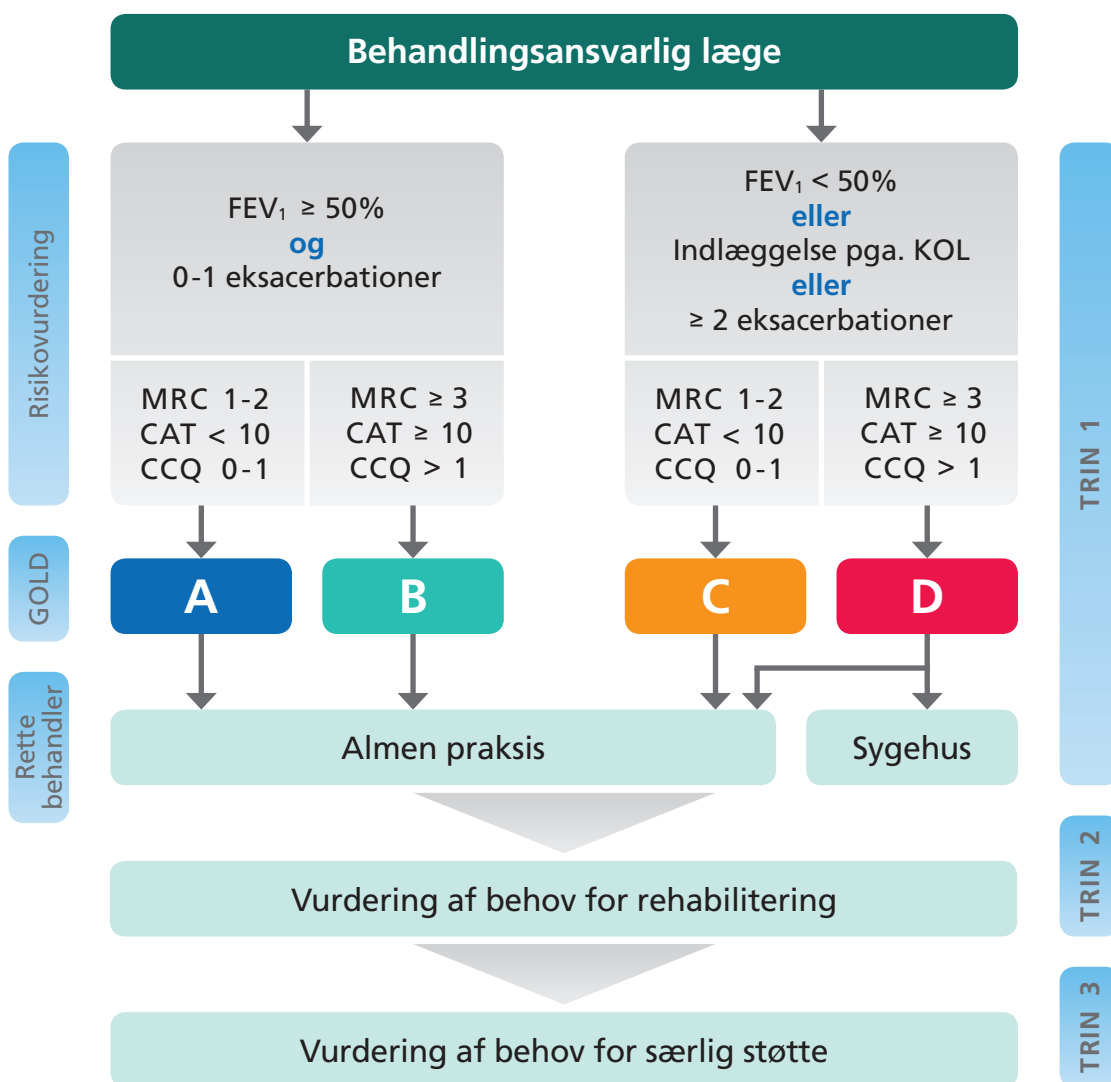 Behandlingsansvarlig læge
Risikovurdering
FEV₁ ≥ 50%
og
0-1 eksacerbationer
FEV₁ < 50%
eller
Indlæggelse pga. KOL
eller
≥ 2 eksacerbationer
MRC 1-2
CAT < 10
CCQ 0-1
MRC ≥ 3
CAT ≥ 10
CCQ > 1
MRC 1-2
CAT < 10
CCQ 0-1
MRC ≥ 3
CAT ≥ 10
CCQ > 1
TRIN 1
GOLD
A
B
C
D
Rette
behandler
Almen praksis
Sygehus
Vurdering af behov for rehabilitering
TRIN 2
Vurdering af behov for særlig støtte
TRIN 3